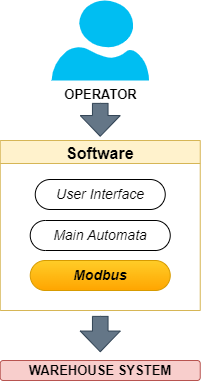 OPERATOR
Software
User Interface
Main Automata
Modbus
WAREHOUSE SYSTEM